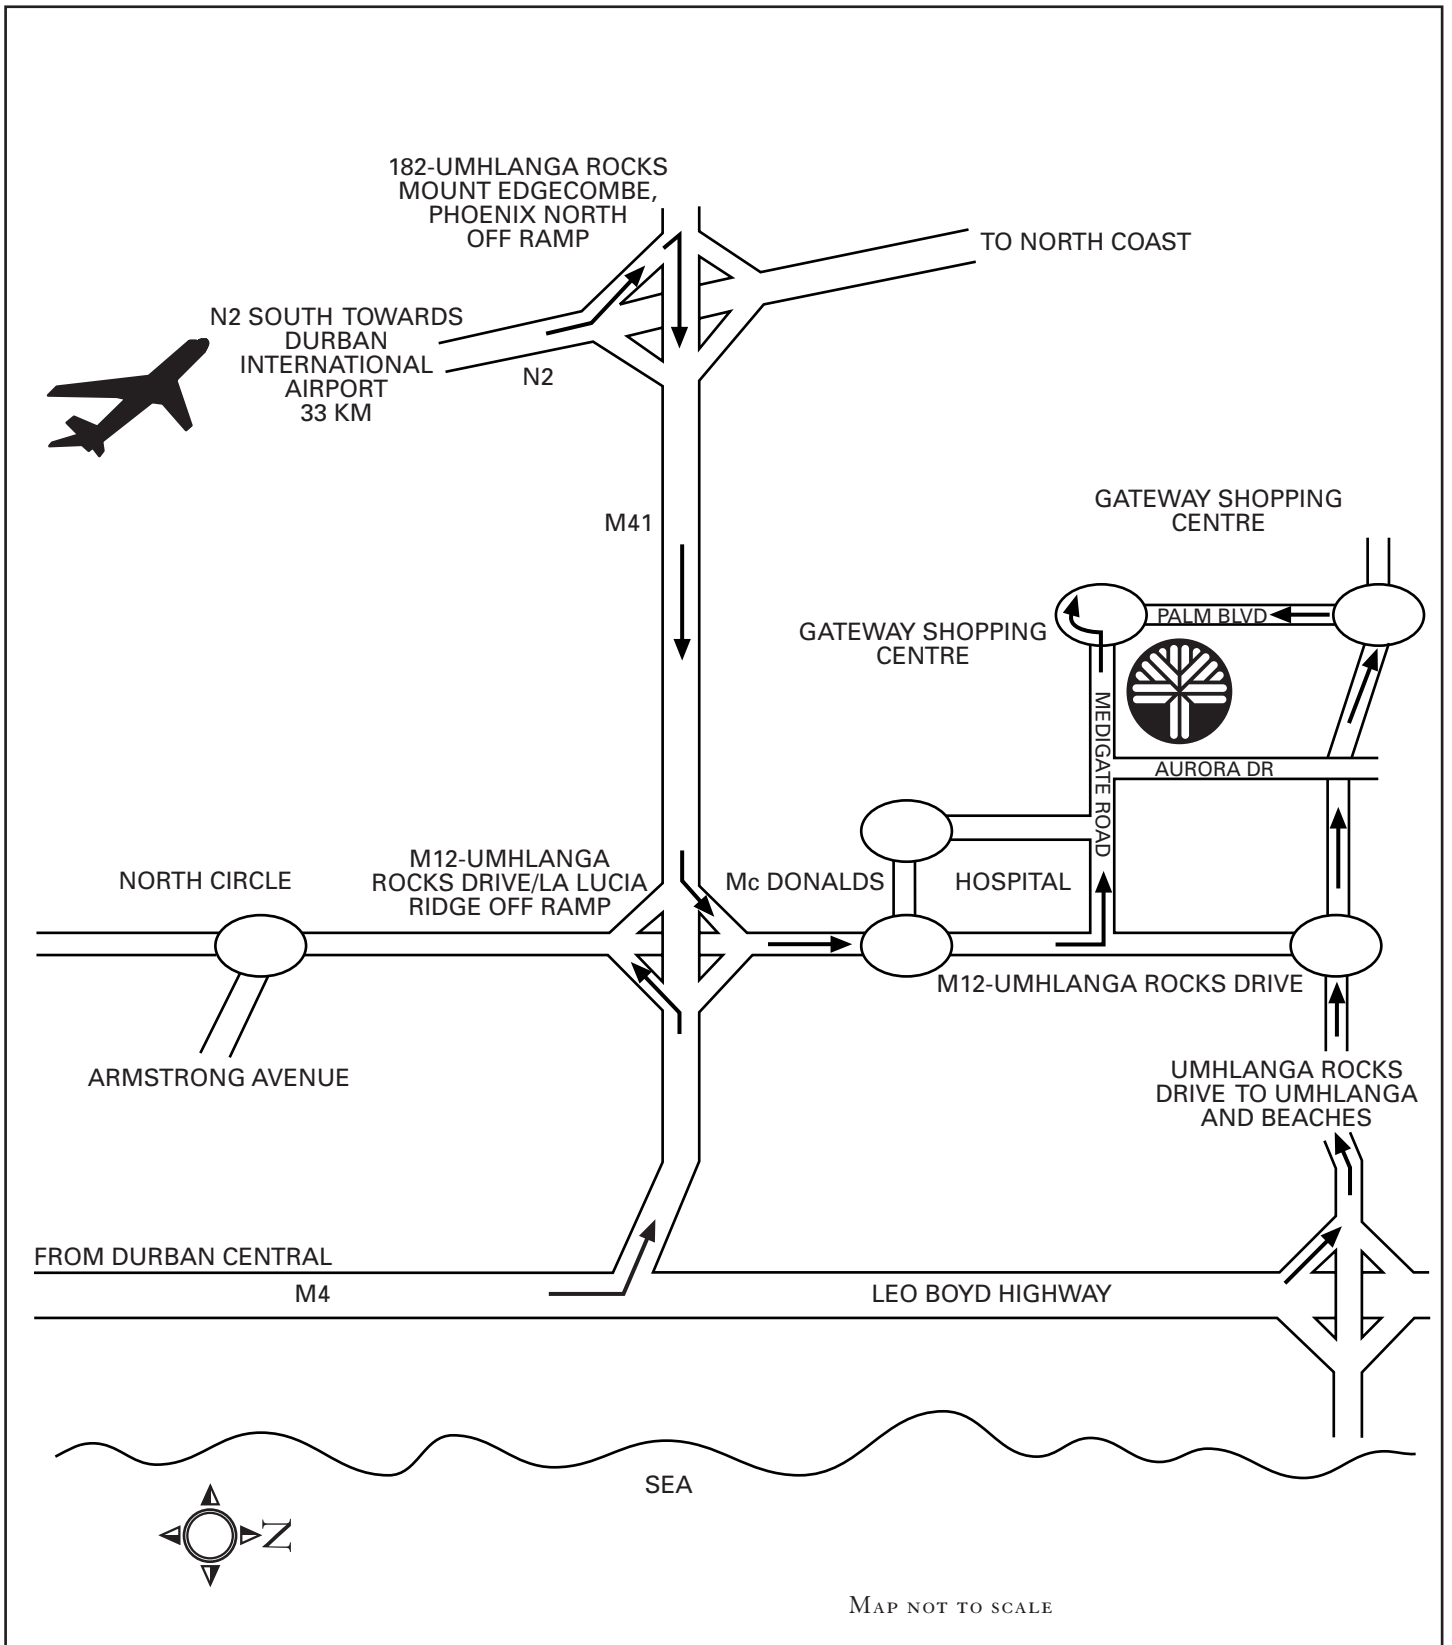 182-UMHLANGA ROCKS
MOUNT EDGECOMBE,
PHOENIX NORTH
OFF RAMP
TO NORTH COAST
N2 SOUTH TOWARDS
DURBAN
INTERNATIONAL
AIRPORT
33 KM
N2
M41
GATEWAY SHOPPING
CENTRE
PALM BLVD
GATEWAY SHOPPING
CENTRE
MEDIGATE ROAD
AURORA DR
M12-UMHLANGA
ROCKS DRIVE/LA LUCIA
RIDGE OFF RAMP
NORTH CIRCLE
Mc DONALDS
HOSPITAL
M12-UMHLANGA ROCKS DRIVE
ARMSTRONG AVENUE
UMHLANGA ROCKS
DRIVE TO UMHLANGA
AND BEACHES
FROM DURBAN CENTRAL
M4
LEO BOYD HIGHWAY
SEA
N
MAP NOT TO SCALE